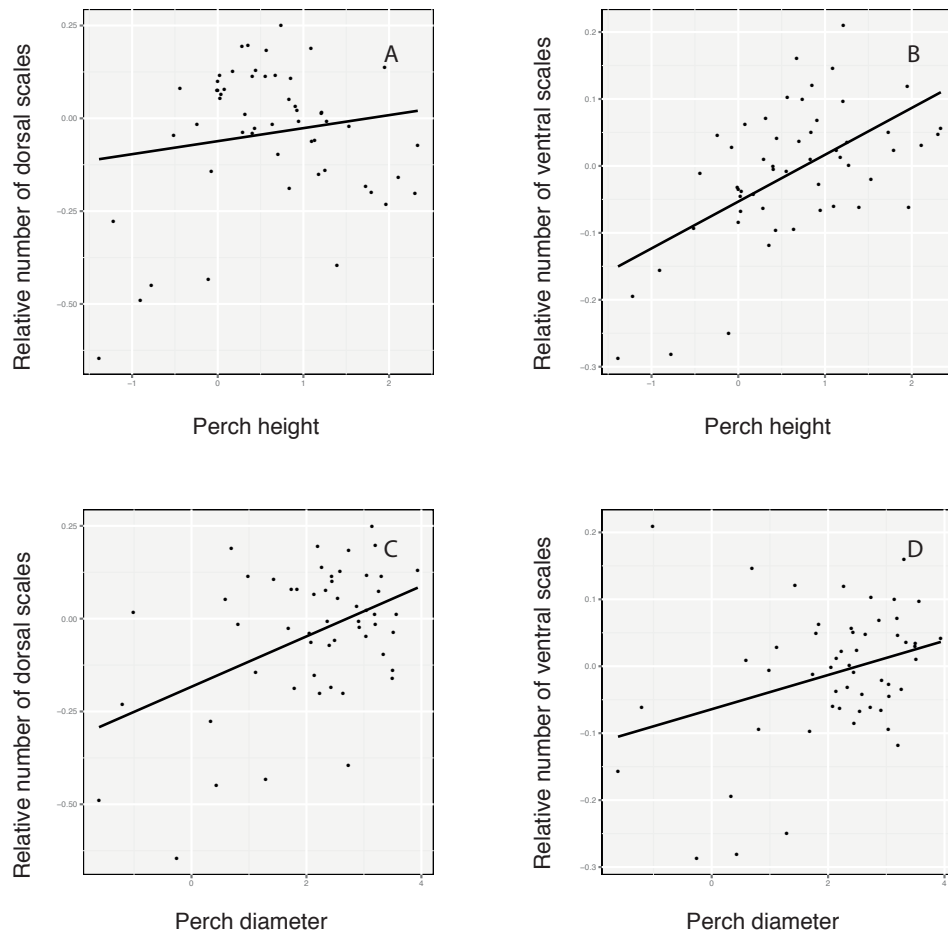 Relative number of dorsal scales
0.25
0.00
−0.25
−0.50
A
−1
0
1
2
Perch height
Relative number of ventral scales
0.2
0.1
0.0
−0.1
−0.2
−0.3
B
−1
0
1
2
Perch height
Relative number of dorsal scales
0.25
0.00
−0.25
−0.50
C
0
2
4
Perch diameter
Relative number of ventral scales
0.2
0.1
0.0
−0.1
−0.2
−0.3
D
0
2
4
Perch diameter